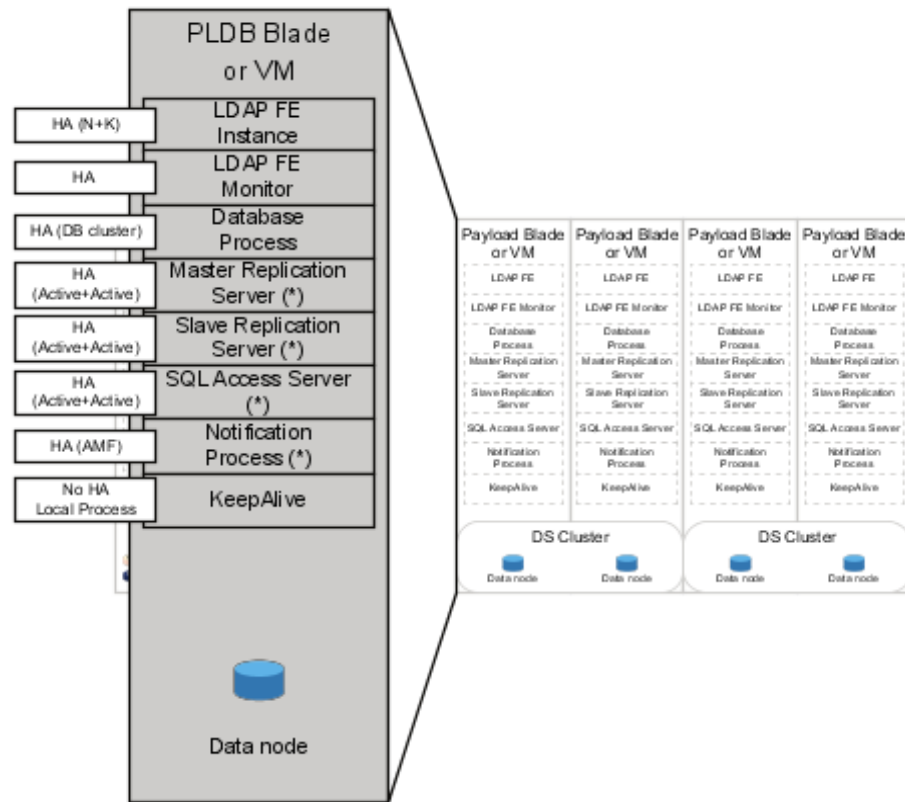 PLDB Blade
or VM
HA (N+K)
LDAP FE
Instance
HA
LDAP FE
Monitor
HA (DB cluster)
Database
Process
HA
(Active+Active)
Master Replication
Server (*)
HA
(Active+Active)
Slave Replication
Server (*)
HA
(Active+Active)
SQL Access Server
(*)
HA (AMF)
Notification
Process (*)
No HA
Local Process
KeepAlive
Data node
Payload Blade
or VM
LDAP FE
LDAP FE Monitor
Database
Process
Master Replication
Server
Slave Replication
Server
SQL Access Server
Notification
Process
KeepAlive
Payload Blade
or VM
LDAP FE
LDAP FE Monitor
Database
Process
Master Replication
Server
Slave Replication
Server
SQL Access Server
Notification
Process
KeepAlive
DS Cluster
Data node
Data node
Payload Blade
or VM
LDAP FE
LDAP FE Monitor
Database
Process
Master Replication
Server
Slave Replication
Server
SQL Access Server
Notification
Process
KeepAlive
Payload Blade
or VM
LDAP FE
LDAP FE Monitor
Database
Process
Master Replication
Server
Slave Replication
Server
SQL Access Server
Notification
Process
KeepAlive
DS Cluster
Data node
Data node